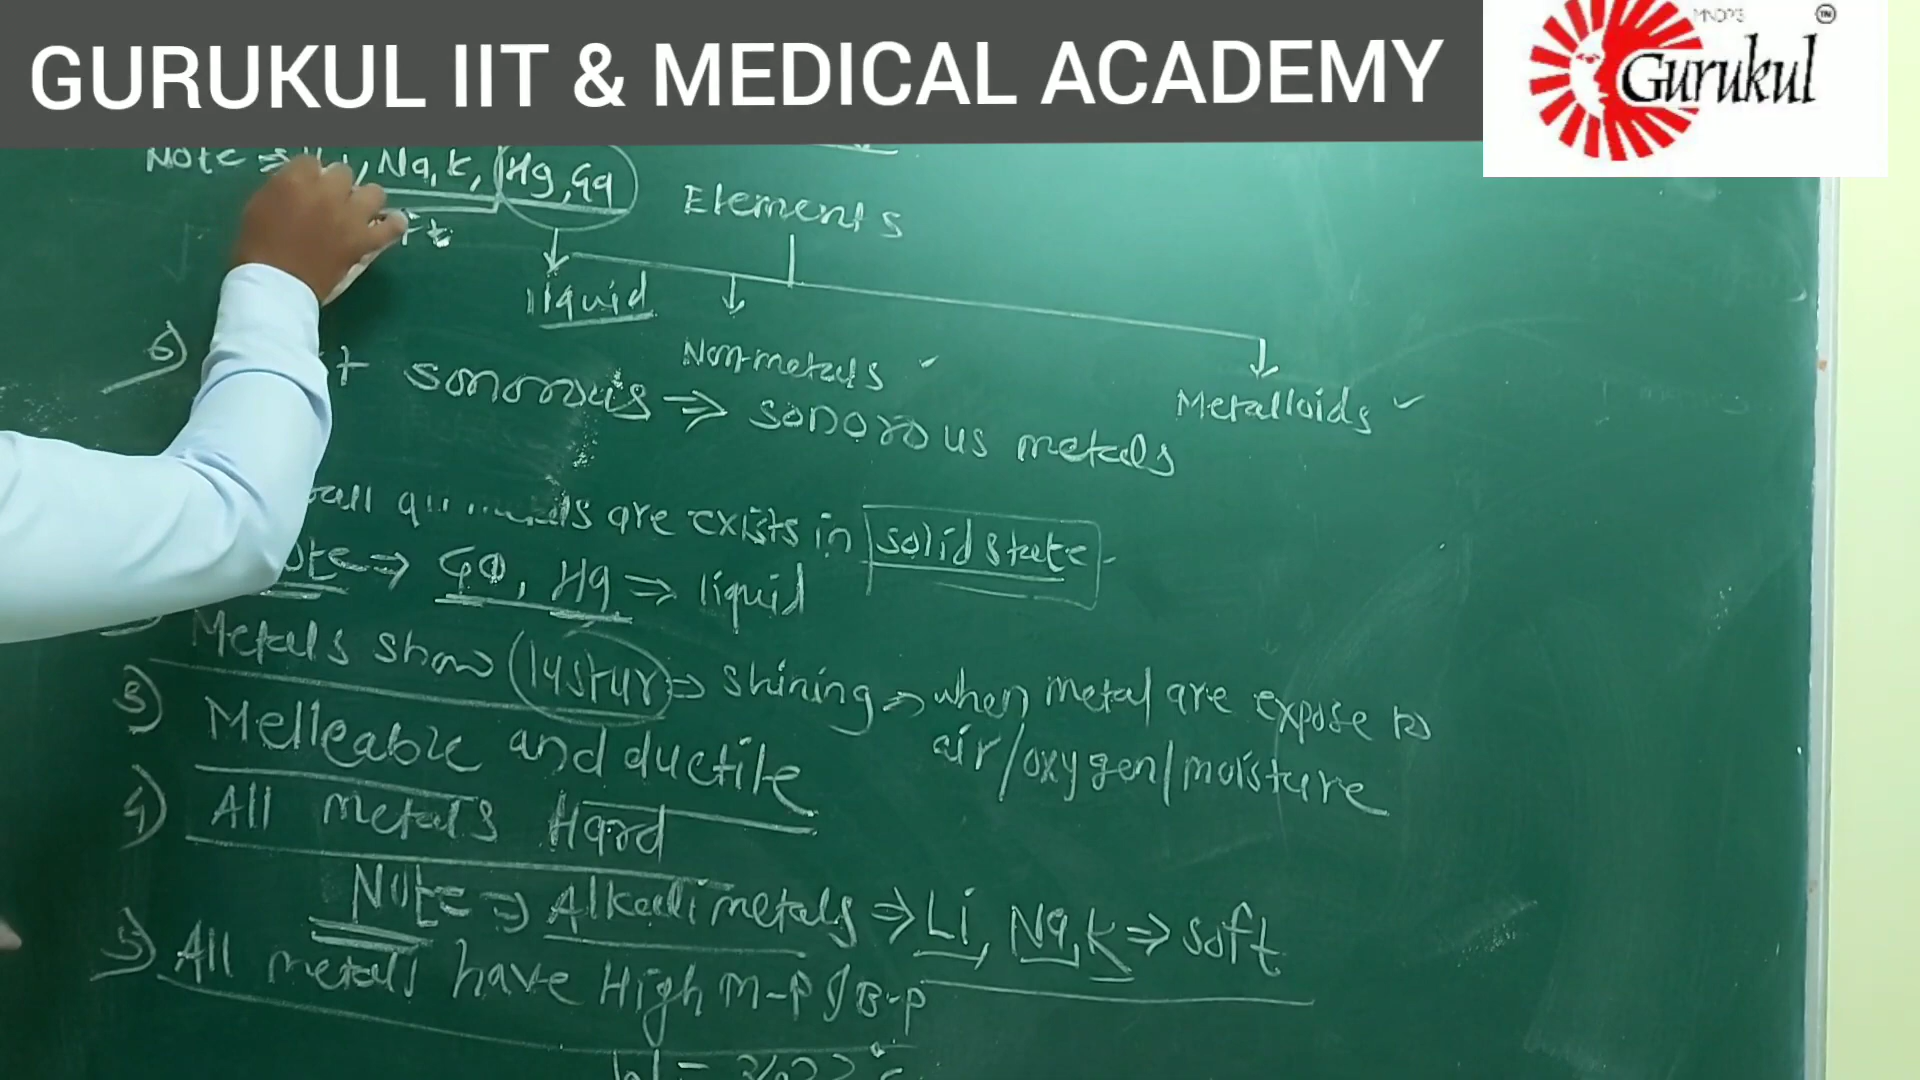 GURUKUL IIT & MEDICAL ACADEMY
Gurukul
TM
Note ⇒ , Na, K, Hg, Ga
Elements
liquid
Non-metals ✓
Metalloids ✓
6) sonorous ⇒ sonorous metals
all are exists in solid state
Note ⇒ Ga, Hg ⇒ liquid
Metals show lustur ⇒ shining ⇒ when metal are expose to
air/oxygen/moisture
3) Melleable and ductile
4) All metals Hard
Note ⇒ Alkali metals ⇒ Li, Na, K ⇒ soft
5) All metals have High M-P & B-P